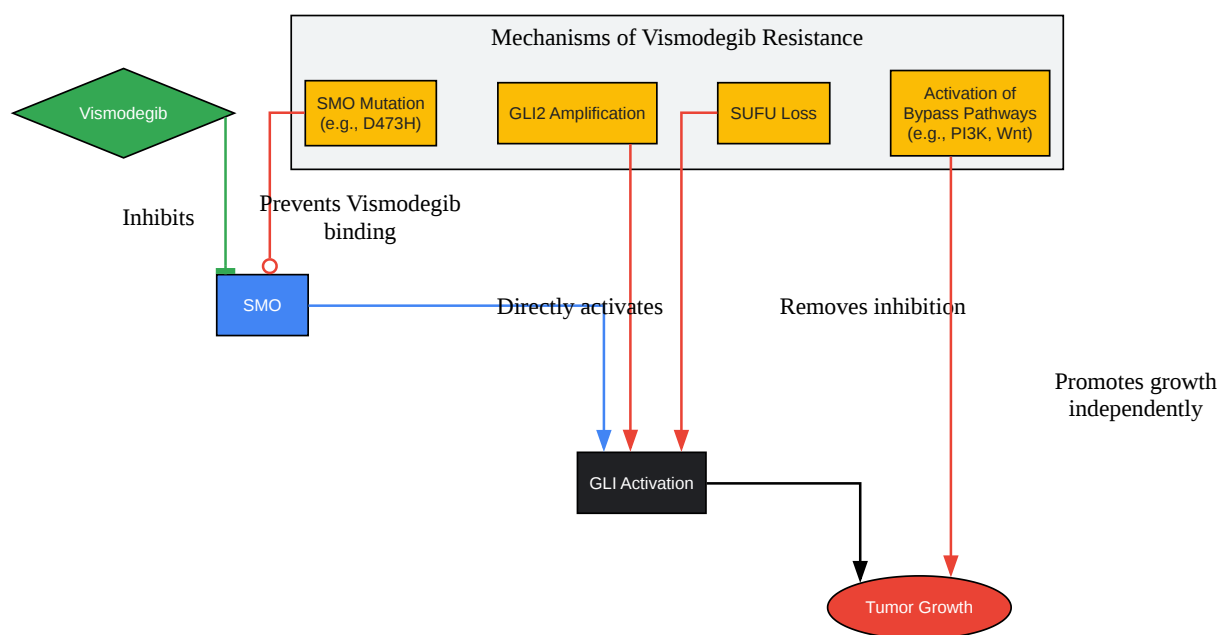 Mechanisms of Vismodegib Resistance
Vismodegib
SMO Mutation
(e.g., D473H)
GLI2 Amplification
SUFU Loss
Activation of
Bypass Pathways
(e.g., PI3K, Wnt)
Inhibits
Prevents Vismodegib
binding
SMO
Directly activates
Removes inhibition
Promotes growth
independently
GLI Activation
Tumor Growth